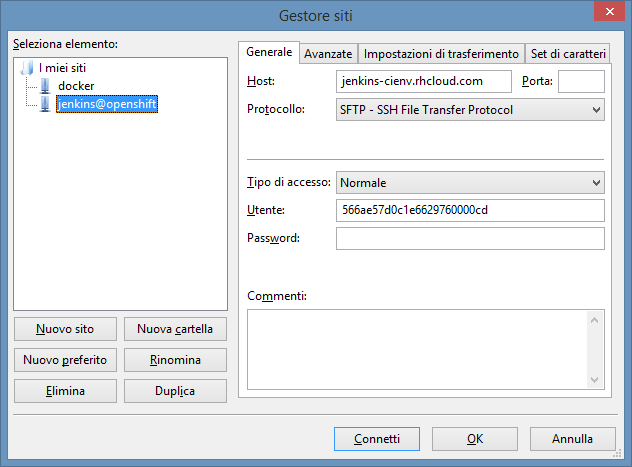 Gestore siti
Seleziona elemento:
I miei siti
docker
jenkins@openshift
Nuovo sito
Nuova cartella
Nuovo preferito
Rinomina
Elimina
Duplica
Generale
Avanzate
Impostazioni di trasferimento
Set di caratteri
Host:
jenkins-cienv.rhcloud.com
Porta:
Protocollo:
SFTP - SSH File Transfer Protocol
Tipo di accesso:
Normale
Utente:
566ae57d0c1e6629760000cd
Password:
Commenti:
Connetti
OK
Annulla